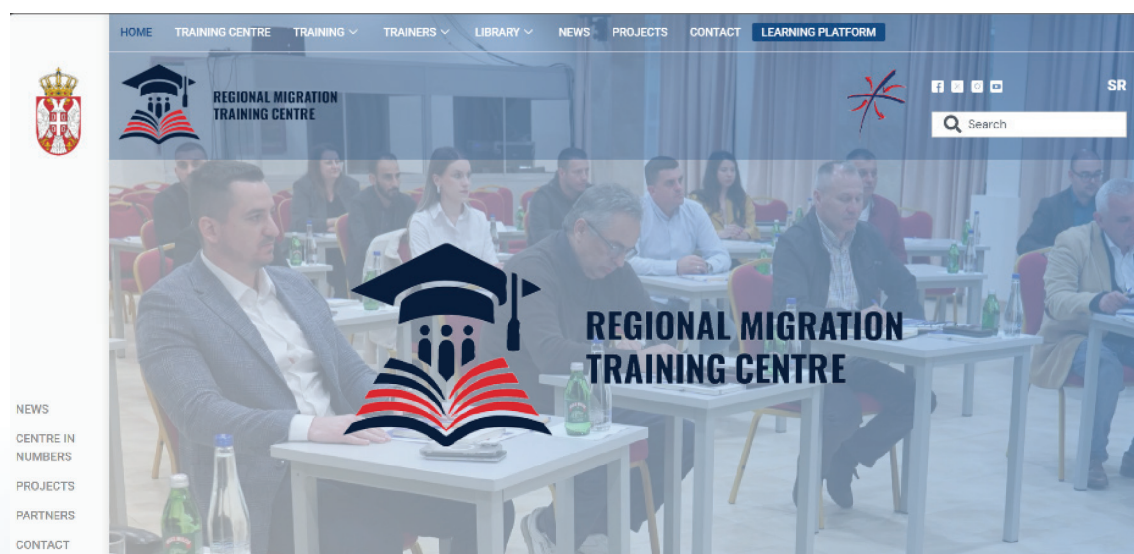 HOME TRAINING CENTRE TRAINING TRAINERS LIBRARY NEWS PROJECTS CONTACT LEARNING PLATFORM
REGIONAL MIGRATION
TRAINING CENTRE
SR
Search
REGIONAL MIGRATION
TRAINING CENTRE
NEWS
CENTRE IN
NUMBERS
PROJECTS
PARTNERS
CONTACT